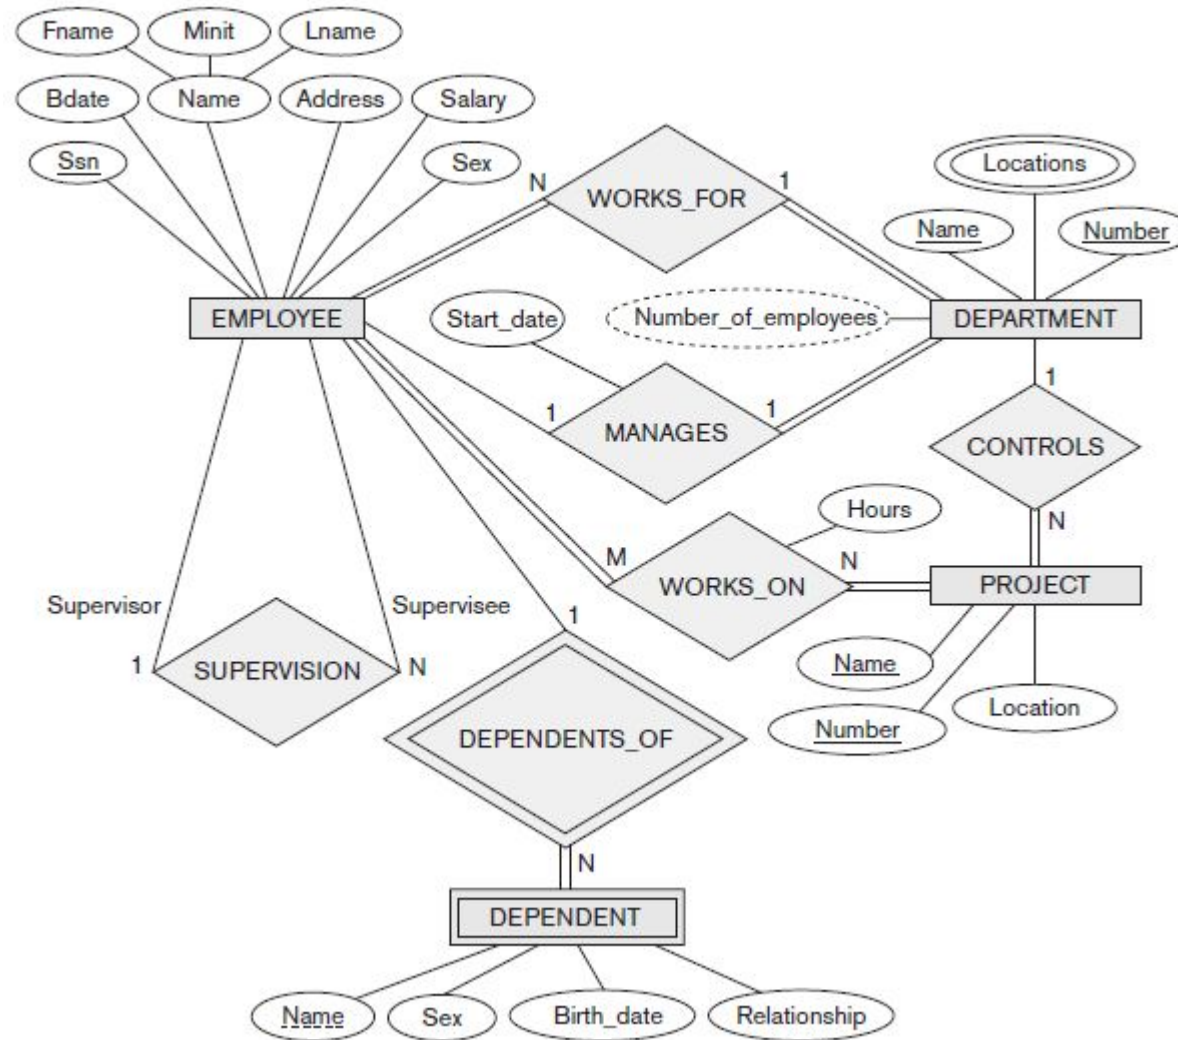 Fname
Minit
Lname
Bdate
Name
Address
Salary
Ssn
Sex
N
WORKS_FOR
1
Locations
Name
Number
EMPLOYEE
Start_date
Number_of_employees
DEPARTMENT
1
MANAGES
1
1
CONTROLS
N
Hours
M
WORKS_ON
N
PROJECT
Supervisor
Supervisee
1
SUPERVISION
N
1
Name
Number
Location
DEPENDENTS_OF
N
DEPENDENT
Name
Sex
Birth_date
Relationship